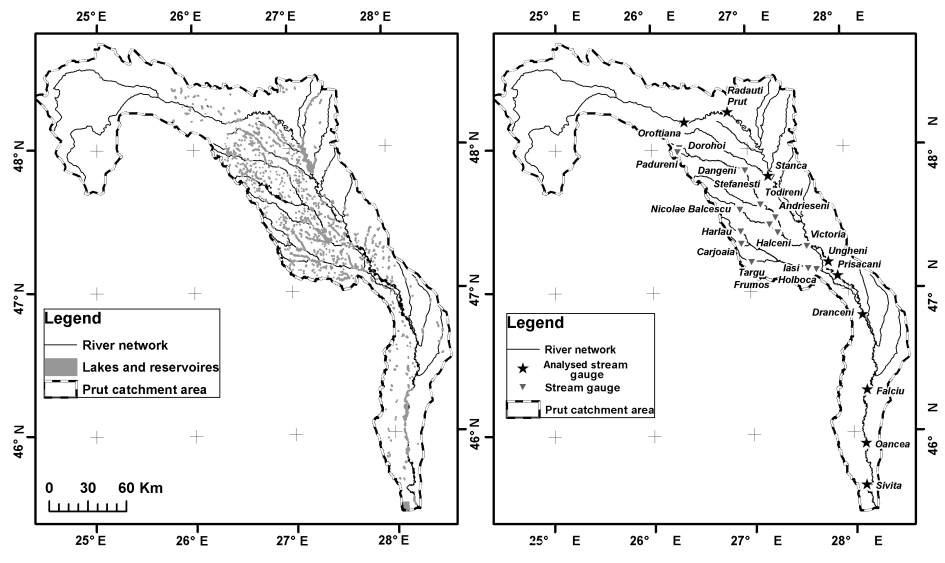 25° E 26° E 27° E 28° E
48° N
47° N
46° N
Legend
River network
Lakes and reservoires
Prut catchment area
0 30 60 Km
25° E 26° E 27° E 28° E
25° E 26° E 27° E 28° E
Radauti
Prut
Oroftiana
Dorohoi
Padureni
Stanca
Dangeni
Stefanesti
Todireni
Nicolae Balcescu
Andrieseni
Harlau
Victoria
Halceni
Ungheni
Carjoaia
Prisacani
Iasi
Targu
Frumos
Holboca
Dranceni
Falciu
Oancea
Sivita
Legend
River network
Analysed stream
gauge
Stream gauge
Prut catchment area
N
48°
N
47°
N
46°
25° E 26° E 27° E 28° E